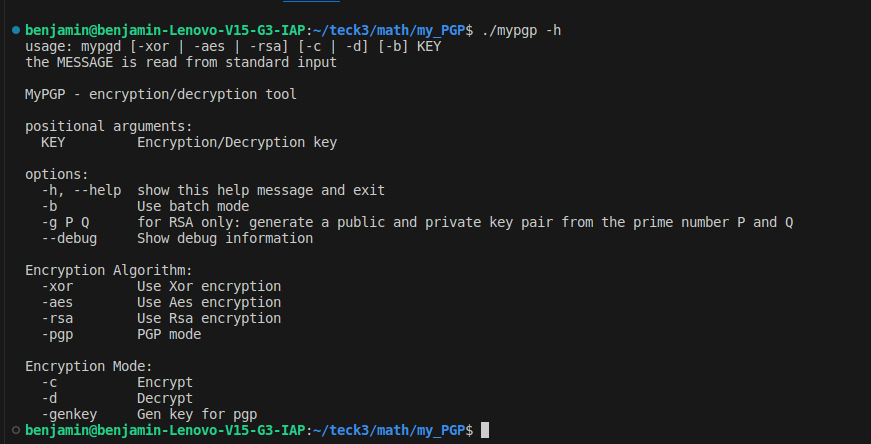 benjamin@benjamin-Lenovo-V15-G3-IAP:~/teck3/math/my_PGP$ ./mypgp -h
usage: mypgd [-xor | -aes | -rsa] [-c | -d] [-b] KEY
the MESSAGE is read from standard input

MyPGP - encryption/decryption tool

positional arguments:
  KEY         Encryption/Decryption key

options:
  -h, --help  show this help message and exit
  -b          Use batch mode
  -g P Q      for RSA only: generate a public and private key pair from the prime number P and Q
  --debug     Show debug information

Encryption Algorithm:
  -xor        Use Xor encryption
  -aes        Use Aes encryption
  -rsa        Use Rsa encryption
  -pgp        PGP mode

Encryption Mode:
  -c          Encrypt
  -d          Decrypt
  -genkey     Gen key for pgp
benjamin@benjamin-Lenovo-V15-G3-IAP:~/teck3/math/my_PGP$